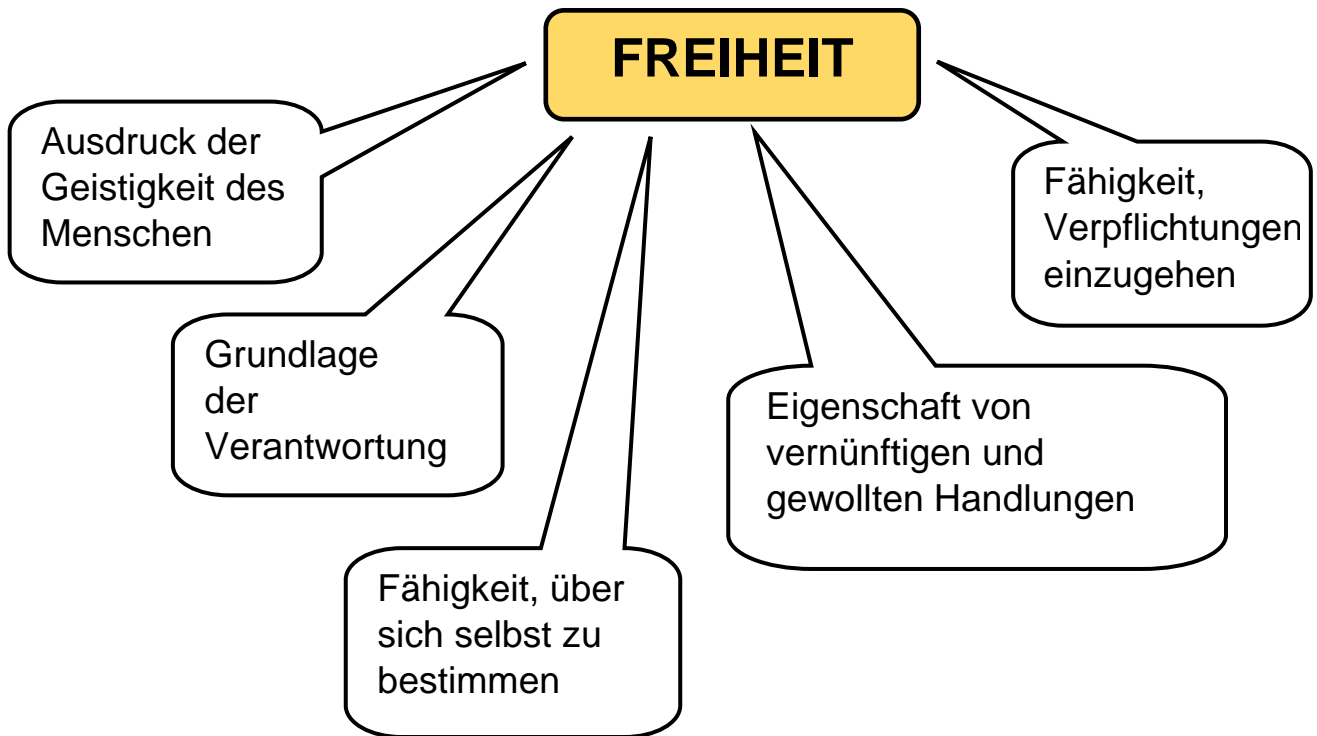 FREIHEIT
Ausdruck der
Geistigkeit des
Menschen
Grundlage
der
Verantwortung
Fähigkeit, über
sich selbst zu
bestimmen
Eigenschaft von
vernünftigen und
gewollten Handlungen
Fähigkeit,
Verpflichtungen
einzugehen